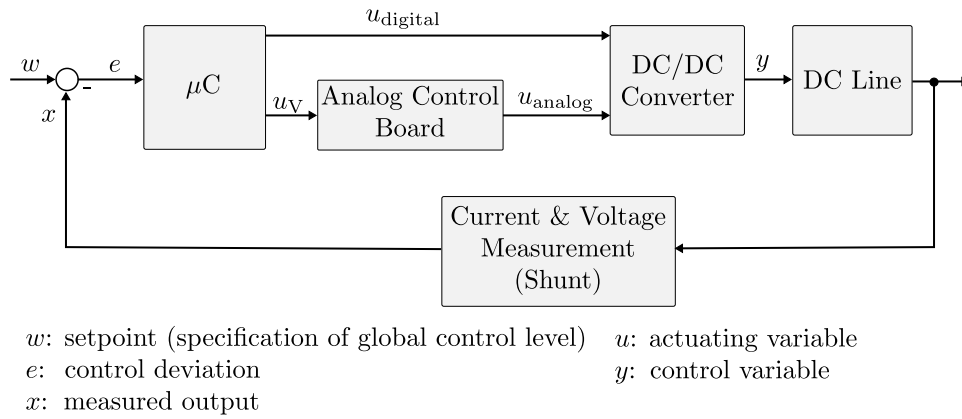 u_digital
w
-
e
μC
DC/DC
Converter
y
DC Line
x
u_V
Analog Control
Board
u_analog
Current & Voltage
Measurement
(Shunt)
w: setpoint (specification of global control level)
u: actuating variable
e: control deviation
y: control variable
x: measured output